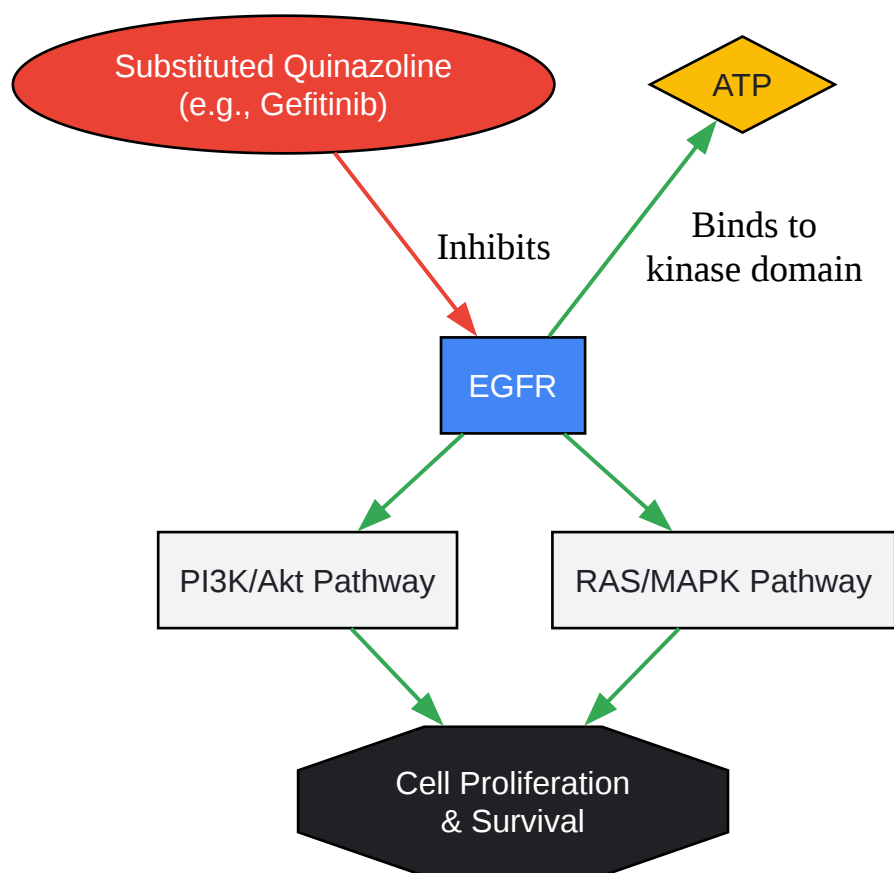 Substituted Quinazoline
(e.g., Gefitinib)
ATP
Inhibits
Binds to
kinase domain
EGFR
PI3K/Akt Pathway
RAS/MAPK Pathway
Cell Proliferation
& Survival